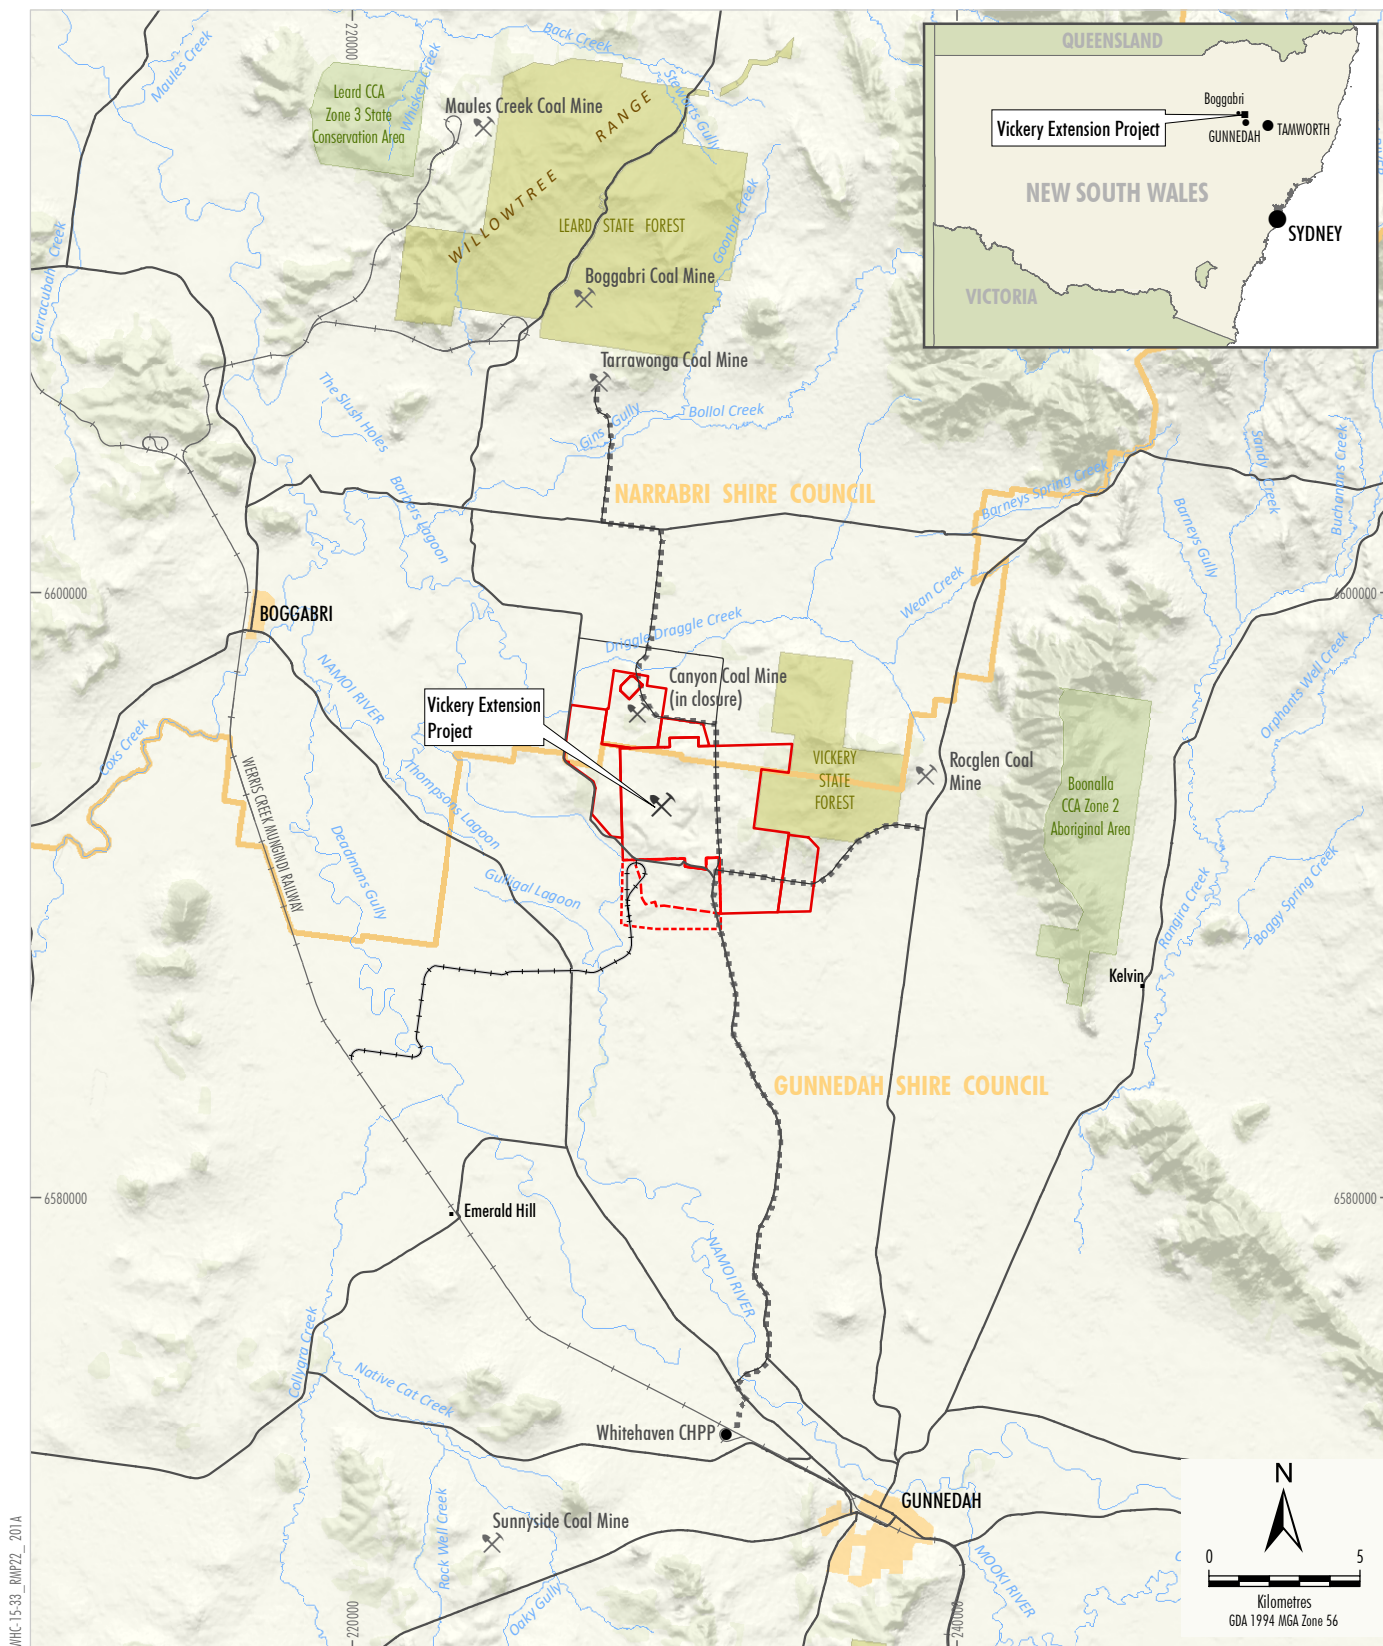 220000
Back Creek
Maules Creek
Whiskey Creek
Stewarts Gully
QUEENSLAND
Leard CCA
Zone 3 State
Conservation Area
Maules Creek Coal Mine
WILLOWTREE RANGE
Boggabri
Vickery Extension Project
GUNNEDAH
TAMWORTH
NEW SOUTH WALES
SYDNEY
VICTORIA
LEARD STATE FOREST
Goonbri Creek
Curracubah Creek
Boggabri Coal Mine
Tarrawonga Coal Mine
The Slush Holes
Gins Gully
Bollol Creek
Barbers Lagoon
NARRABRI SHIRE COUNCIL
Barneys Spring Creek
Sandy Creek
Buchanans Creek
Barneys Gully
6600000
6600000
BOGGABRI
Wean Creek
Driggle Draggle Creek
NAMOI RIVER
Orphants Well Creek
Canyon Coal Mine
(in closure)
Vickery Extension
Project
Coxs Creek
WERRIS CREEK MUNGINDI RAILWAY
Thompsons Lagoon
VICKERY
STATE
FOREST
Rocglen Coal
Mine
Boonalla
CCA Zone 2
Aboriginal Area
Deadmans Gully
Gulligal Lagoon
Rangira Creek
Boggy Spring Creek
Kelvin
GUNNEDAH SHIRE COUNCIL
6580000
6580000
Emerald Hill
NAMOI RIVER
Collygra Creek
Native Cat Creek
Whitehaven CHPP
GUNNEDAH
Sunnyside Coal Mine
Rock Well Creek
Oaky Gully
MOOKI RIVER
220000
240000
N
0 5
Kilometres
GDA 1994 MGA Zone 56
WHC-15-33_RMP22_201A